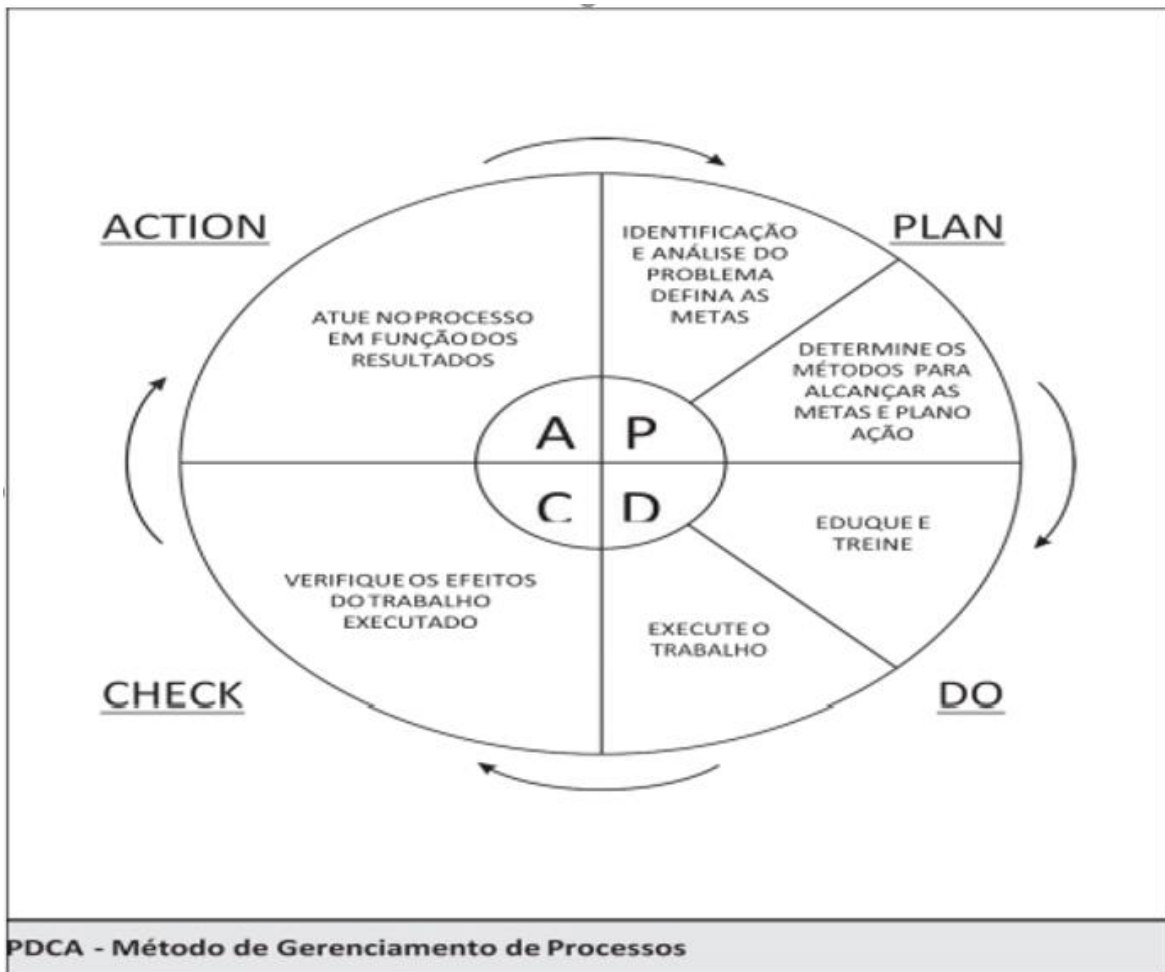 ACTION
PLAN
IDENTIFICAÇÃO
E ANÁLISE DO
PROBLEMA
DEFINA AS
METAS
ATUE NO PROCESSO
EM FUNÇÃO DOS
RESULTADOS
DETERMINE OS
MÉTODOS PARA
ALCANÇAR AS
METAS E PLANO
AÇÃO
A P
C D
EDUQUE E
TREINE
VERIFIQUE OS EFEITOS
DO TRABALHO
EXECUTADO
EXECUTE O
TRABALHO
CHECK
DO
PDCA - Método de Gerenciamento de Processos